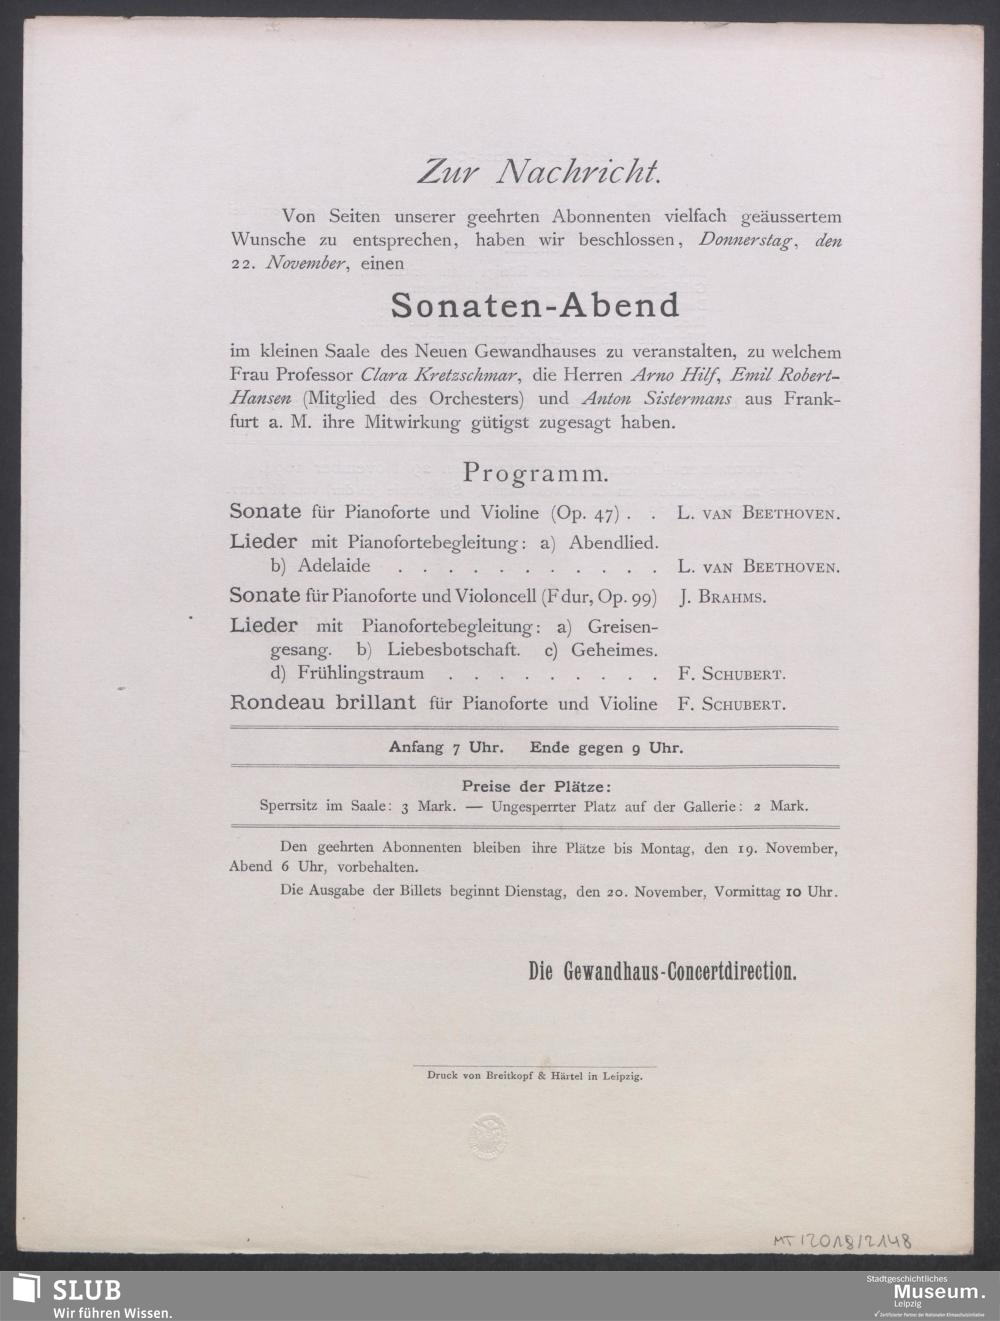 Zur Nachricht.
Von Seiten unserer geehrten Abonnenten vielfach geäussertem
Wunsche zu entsprechen, haben wir beschlossen, Donnerstag, den
22. November, einen
Sonaten-Abend
im kleinen Saale des Neuen Gewandhauses zu veranstalten, zu welchem
Frau Professor Clara Kretzschmar, die Herren Arno Hilf, Emil Robert-
Hansen (Mitglied des Orchesters) und Anton Sistermans aus Frank-
furt a. M. ihre Mitwirkung gütigst zugesagt haben.
Programm.
Sonate für Pianoforte und Violine (Op. 47) . . L. VAN BEETHOVEN.
Lieder mit Pianofortebegleitung: a) Abendlied.
b) Adelaide . . . . . . . . . . . L. VAN BEETHOVEN.
Sonate für Pianoforte und Violoncell (F dur, Op. 99) J. BRAHMS.
Lieder mit Pianofortebegleitung: a) Greisen-
gesang. b) Liebesbotschaft. c) Geheimes.
d) Frühlingstraum . . . . . . . . . F. SCHUBERT.
Rondeau brillant für Pianoforte und Violine F. SCHUBERT.
Anfang 7 Uhr. Ende gegen 9 Uhr.
Preise der Plätze:
Sperrsitz im Saale: 3 Mark. — Ungesperrter Platz auf der Gallerie: 2 Mark.
Den geehrten Abonnenten bleiben ihre Plätze bis Montag, den 19. November,
Abend 6 Uhr, vorbehalten.
Die Ausgabe der Billets beginnt Dienstag, den 20. November, Vormittag 10 Uhr.
Die Gewandhaus-Concertdirection.
Druck von Breitkopf & Härtel in Leipzig.
MT 12018/2148
SLUB
Wir führen Wissen.
Stadtgeschichtliches
Museum.
Leipzig
Zertifizierter Partner der Nationalen Klimaschutzinitiative